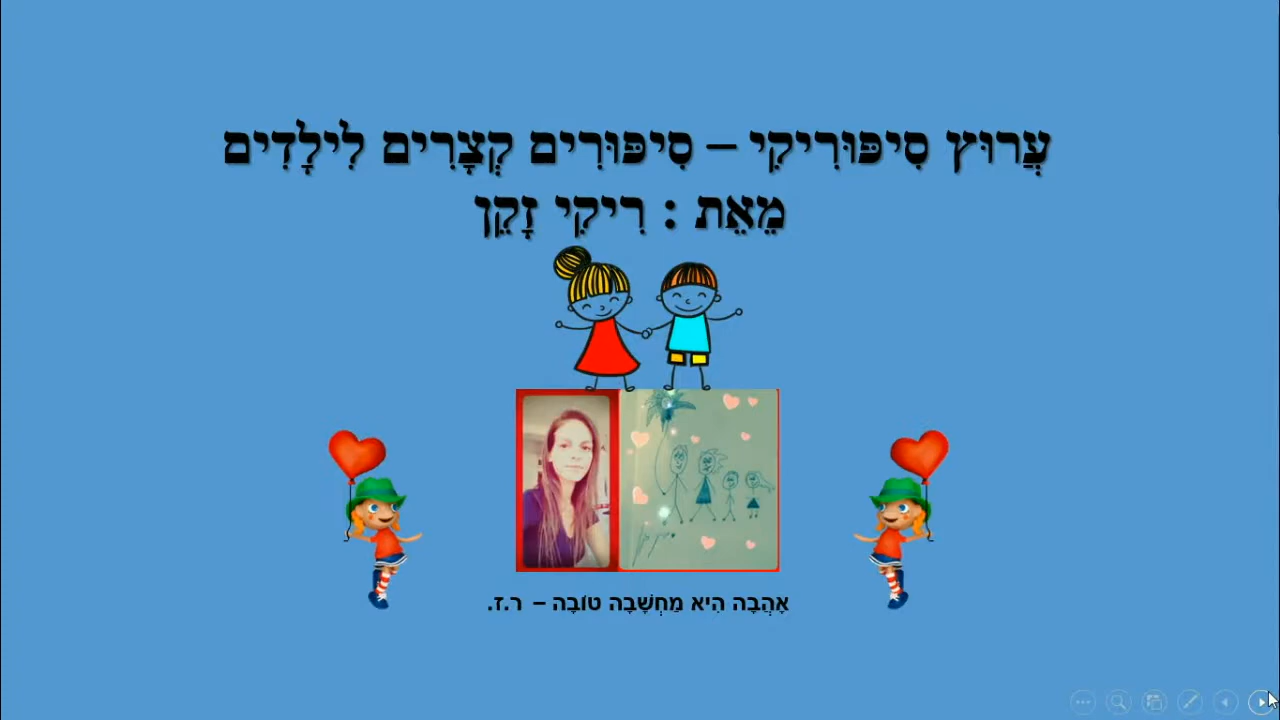 עֲרוּץ סִיפּוּרִיקִי – סִיפּוּרִים קְצָרִים לִילָדִים
מֵאֵת : רִיקִי זָקֵן
אָהֲבָה הִיא מַחְשָׁבָה טוֹבָה – ר.ז.